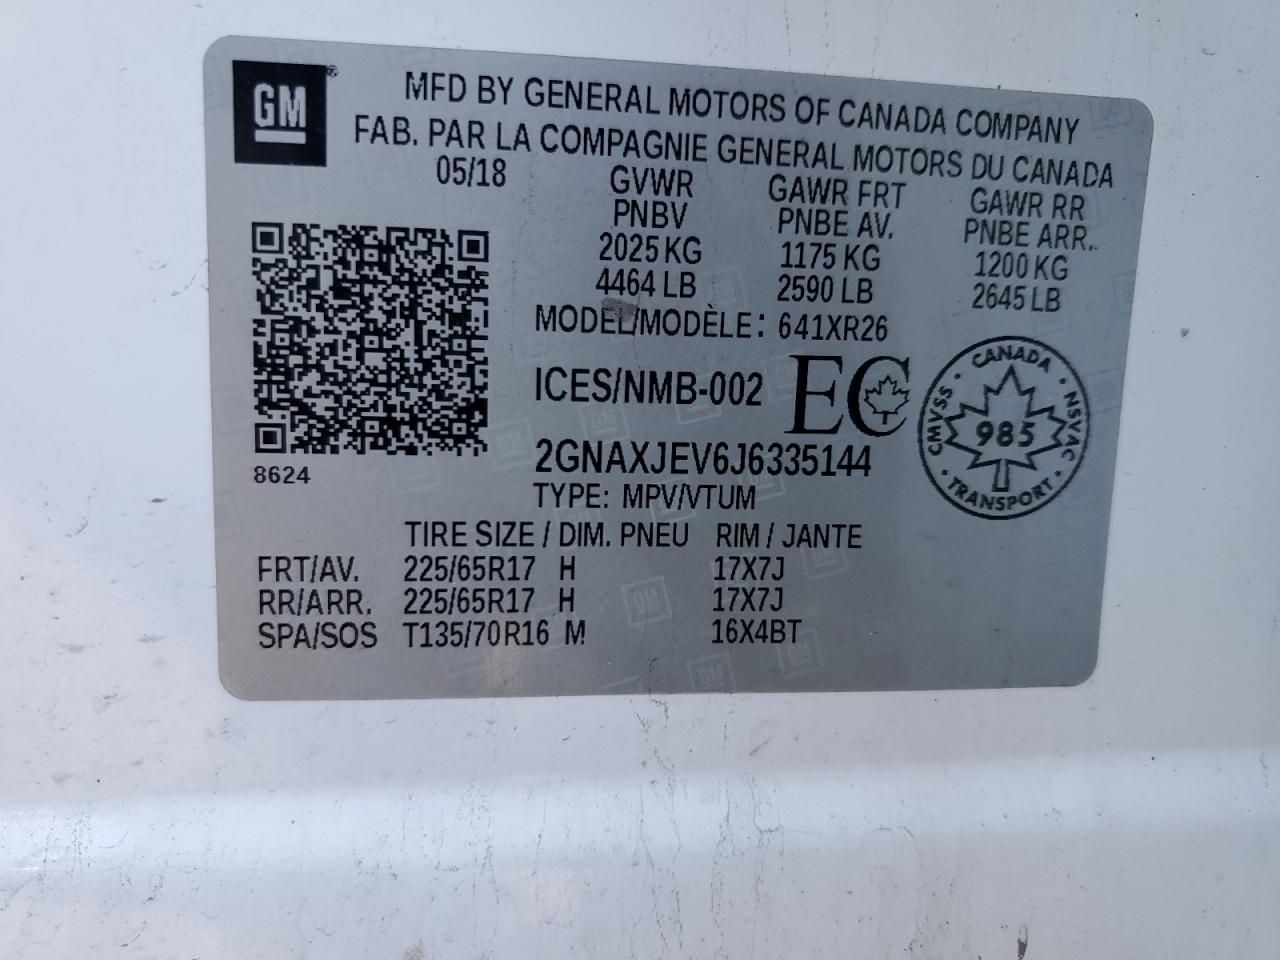 GM
MFD BY GENERAL MOTORS OF CANADA COMPANY
FAB. PAR LA COMPAGNIE GENERAL MOTORS DU CANADA
05/18 GVWR GAWR FRT GAWR RR
PNBV PNBE AV. PNBE ARR.
2025 KG 1175 KG 1200 KG
4464 LB 2590 LB 2645 LB
MODEL/MODÈLE: 641XR26
ICES/NMB-002 EC
CANADA
CMVSS 985 NSVAC
TRANSPORT
2GNAXJEV6J6335144
8624
TYPE: MPV/VTUM
TIRE SIZE / DIM. PNEU RIM / JANTE
FRT/AV. 225/65R17 H 17X7J
RR/ARR. 225/65R17 H 17X7J
SPA/SOS T135/70R16 M 16X4BT